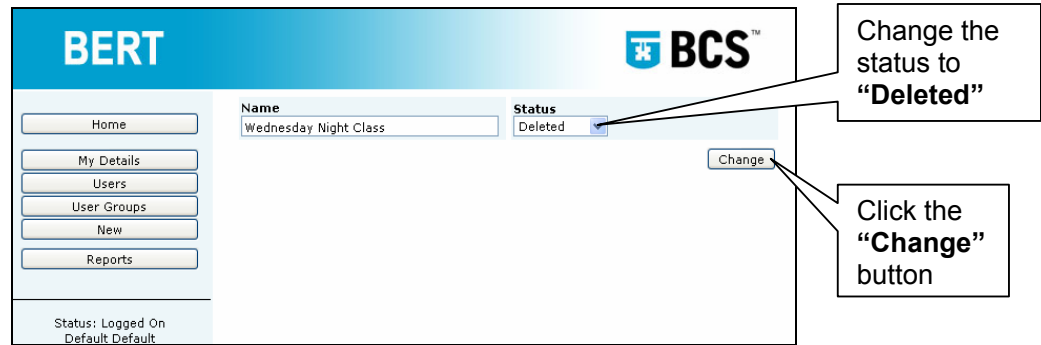 BERT
BCS™
Change the
status to
“Deleted”
Name
Status
Wednesday Night Class
Deleted
Home
My Details
Users
User Groups
New
Reports
Change
Click the
“Change”
button
Status: Logged On
Default Default